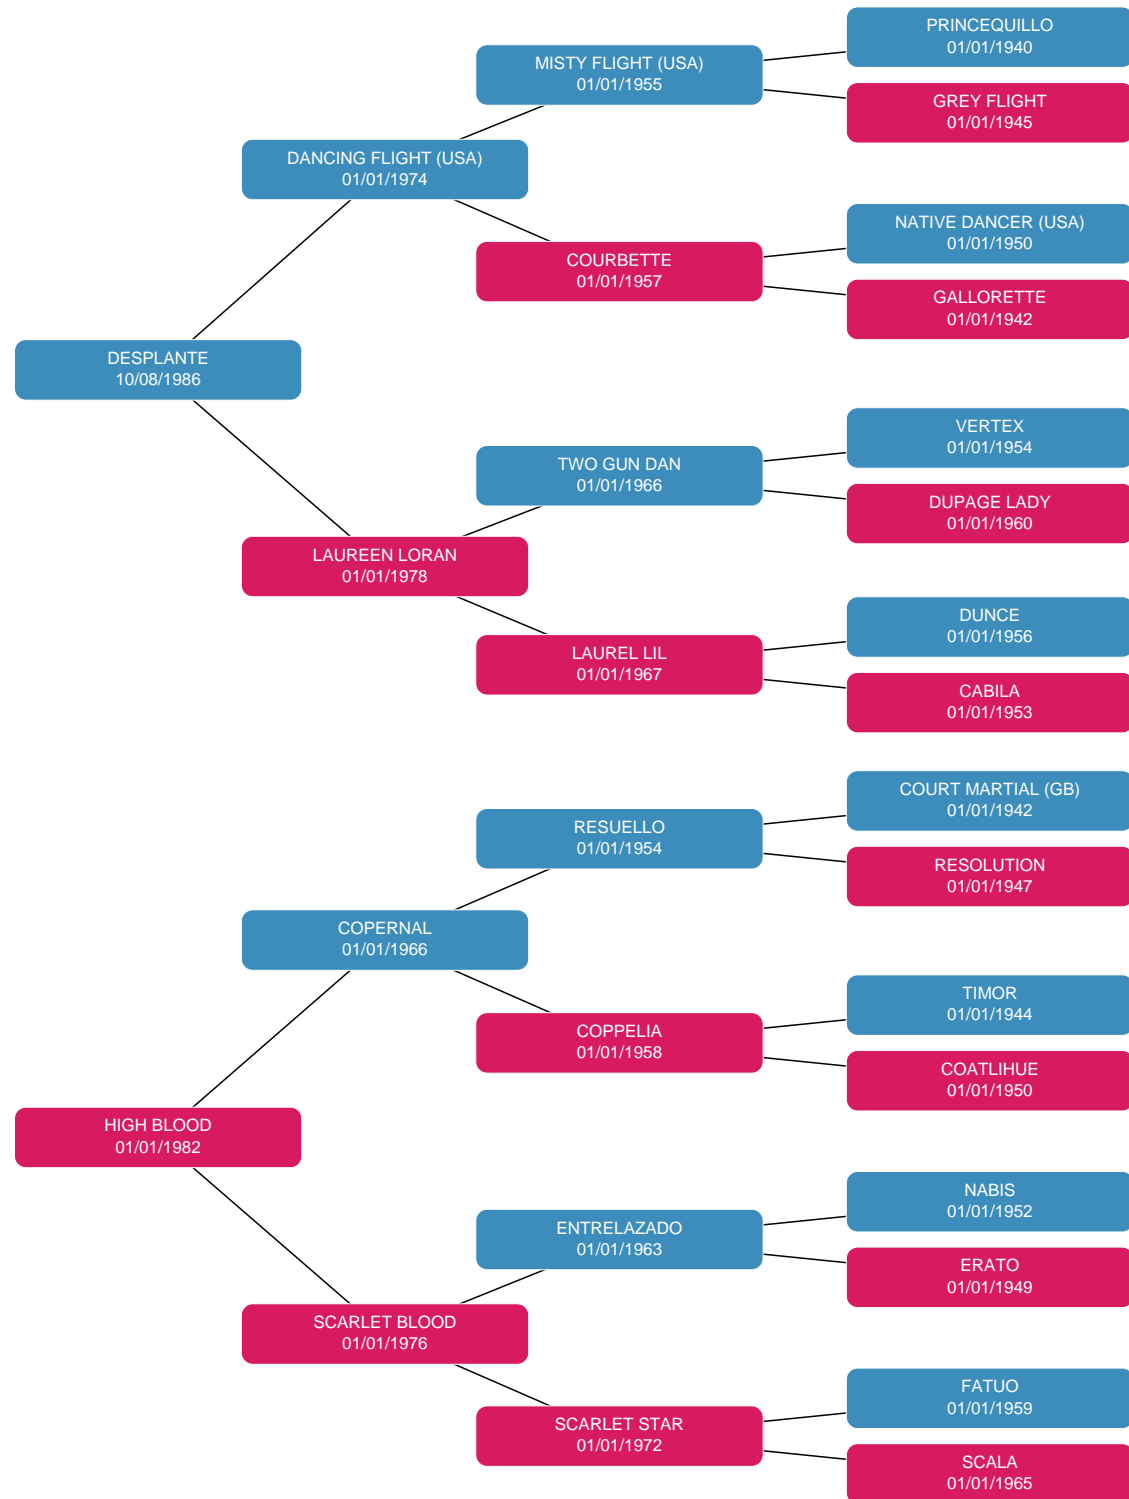 PRINCEQUILLO
01/01/1940
MISTY FLIGHT (USA)
01/01/1955
GREY FLIGHT
01/01/1945
DANCING FLIGHT (USA)
01/01/1974
NATIVE DANCER (USA)
01/01/1950
COURBETTE
01/01/1957
GALLORETTE
01/01/1942
DESPLANTE
10/08/1986
VERTEX
01/01/1954
TWO GUN DAN
01/01/1966
DUPAGE LADY
01/01/1960
LAUREEN LORAN
01/01/1978
DUNCE
01/01/1956
LAUREL LIL
01/01/1967
CABILA
01/01/1953
COURT MARTIAL (GB)
01/01/1942
RESUELLO
01/01/1954
RESOLUTION
01/01/1947
COPERNAL
01/01/1966
TIMOR
01/01/1944
COPPELIA
01/01/1958
COATLIHUE
01/01/1950
HIGH BLOOD
01/01/1982
NABIS
01/01/1952
ENTRELAZADO
01/01/1963
ERATO
01/01/1949
SCARLET BLOOD
01/01/1976
FATUO
01/01/1959
SCARLET STAR
01/01/1972
SCALA
01/01/1965